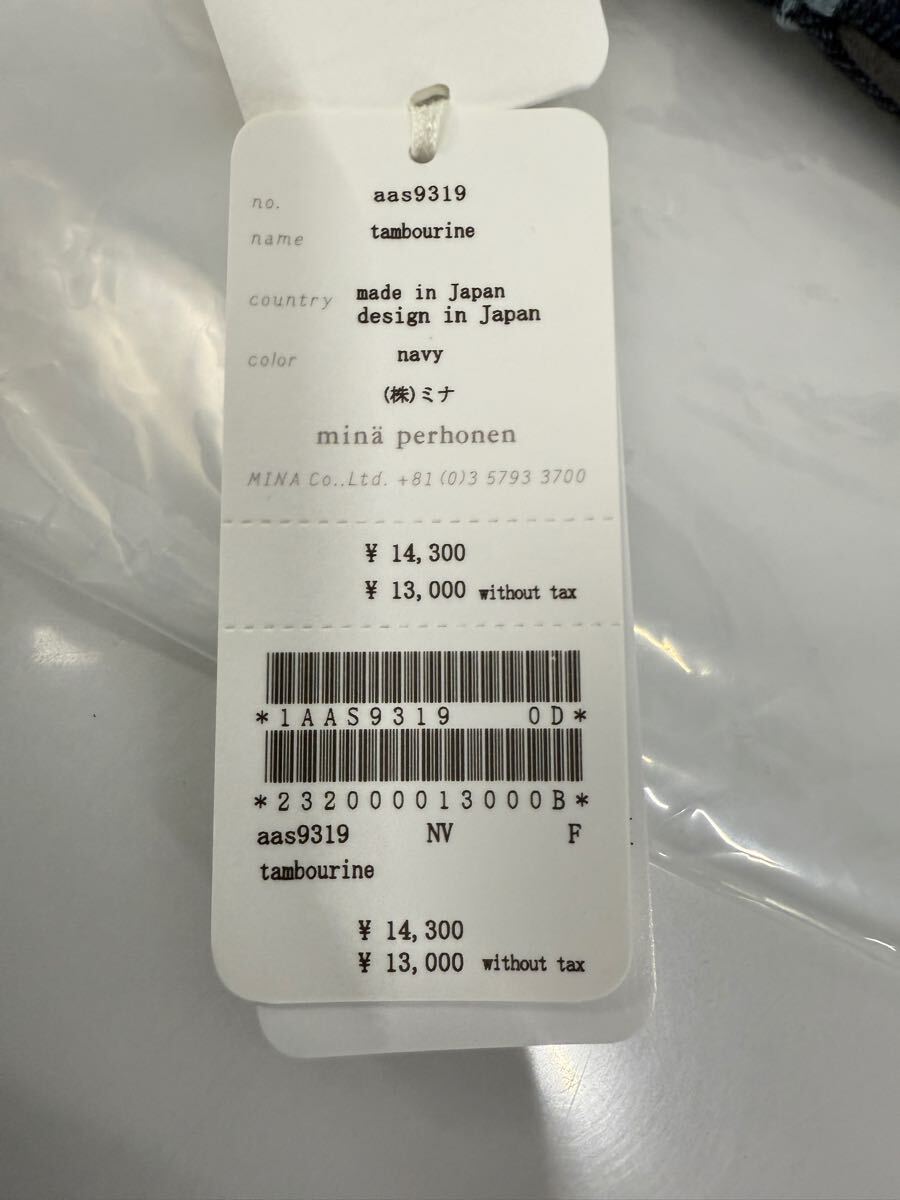 no. aas9319
name tambourine
country made in Japan
design in Japan
color navy
(株)ミナ
minä perhonen
MINA Co.,Ltd. +81(0)3 5793 3700
¥ 14,300
¥ 13,000 without tax
*1AAS9319 0D*
*232000013000B*
aas9319 NV F
tambourine
¥ 14,300
¥ 13,000 without tax